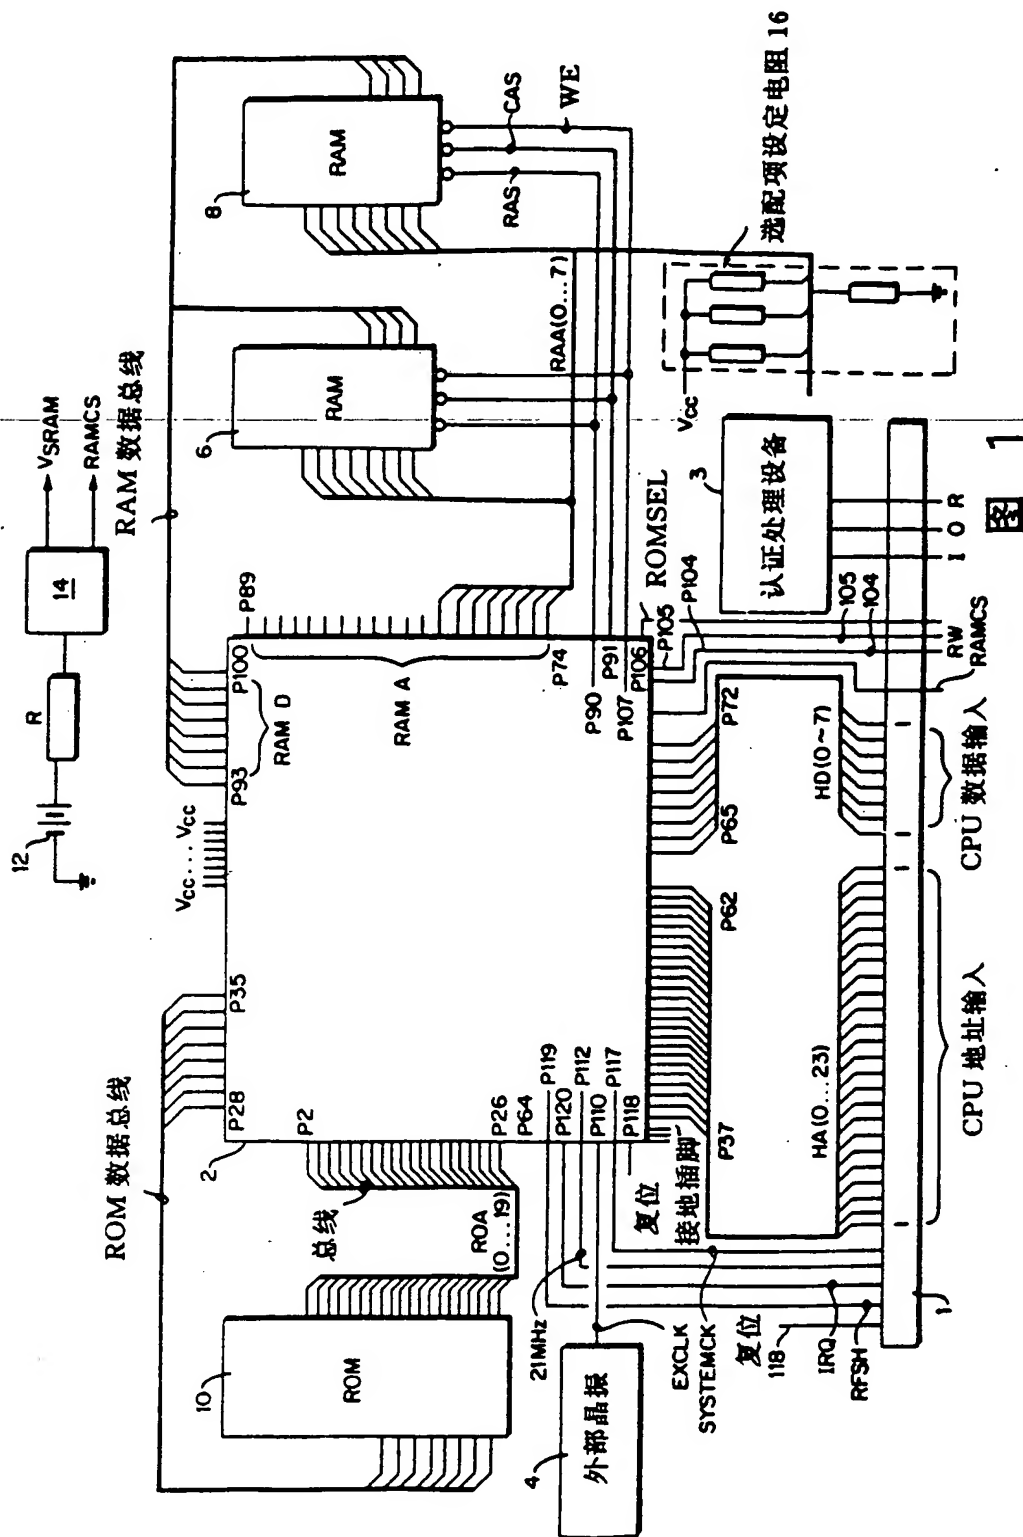 12
R
14
VSRAM
RAMCS
ROM 数据总线
RAM 数据总线
10
ROM
总线
ROA
(0...19)
2
P28
P35
Vcc...Vcc
P93
P100
RAM D
P89
RAM A
P74
P2
P26
P64
P119
P120
P112
P110
P117
P118
P90
P91
P107
P106
P105
P104
ROMSEL
6
RAM
8
RAM
RAS
CAS
WE
RAA(0...7)
选配项设定电阻 16
Vcc
4
外部晶振
21MHz
EXCLK
SYSTEMCK
复位
接地插脚
P37
P62
P65
P72
HA(0...23)
HD(0~7)
3
认证处理设备
复位
118
IRQ
RFSH
1
CPU 地址输入
CPU 数据输入
RAMCS
RW
104
105
I O R
图 1